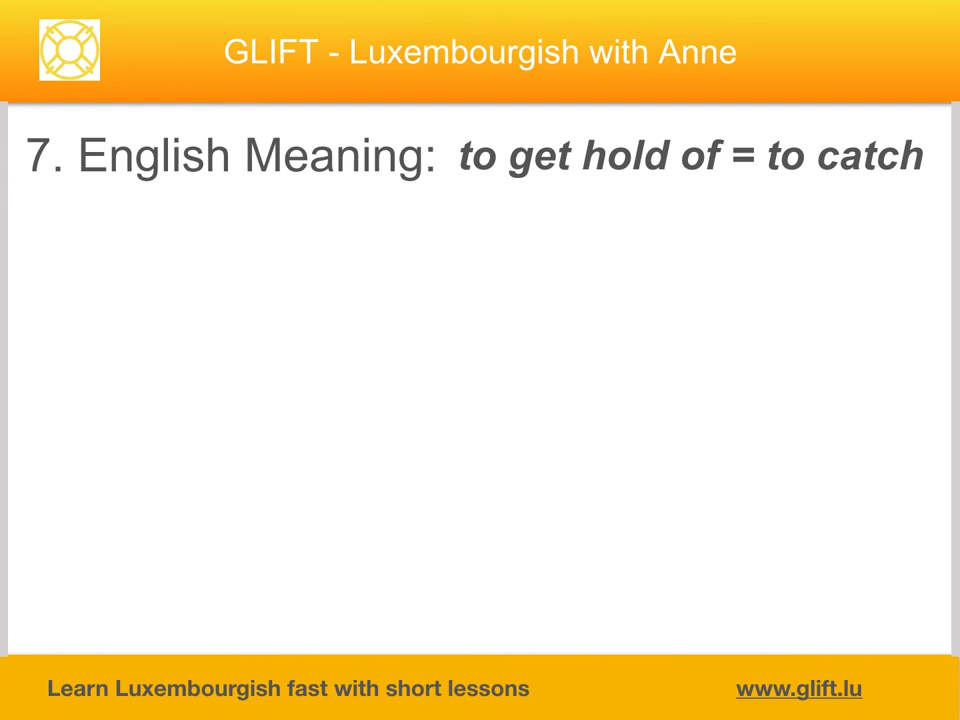 GLIFT - Luxembourgish with Anne
7. English Meaning: to get hold of = to catch
Learn Luxembourgish fast with short lessons www.glift.lu